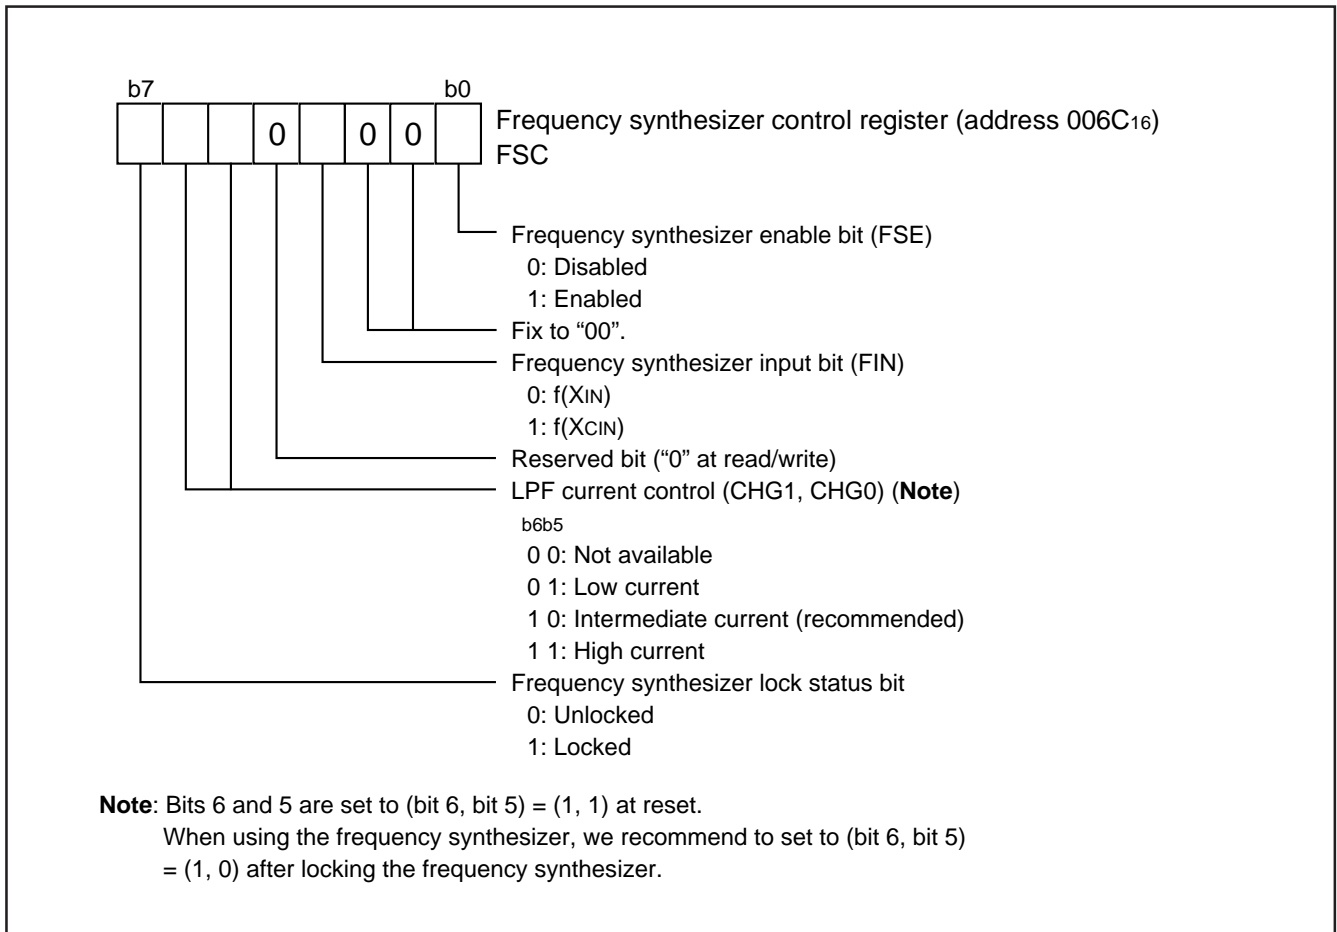 b7 b0
0 0 0
Frequency synthesizer control register (address 006C16)
FSC
Frequency synthesizer enable bit (FSE)
0: Disabled
1: Enabled
Fix to “00”.
Frequency synthesizer input bit (FIN)
0: f(XIN)
1: f(XCIN)
Reserved bit (“0” at read/write)
LPF current control (CHG1, CHG0) (Note)
b6b5
0 0: Not available
0 1: Low current
1 0: Intermediate current (recommended)
1 1: High current
Frequency synthesizer lock status bit
0: Unlocked
1: Locked
Note: Bits 6 and 5 are set to (bit 6, bit 5) = (1, 1) at reset.
When using the frequency synthesizer, we recommend to set to (bit 6, bit 5)
= (1, 0) after locking the frequency synthesizer.